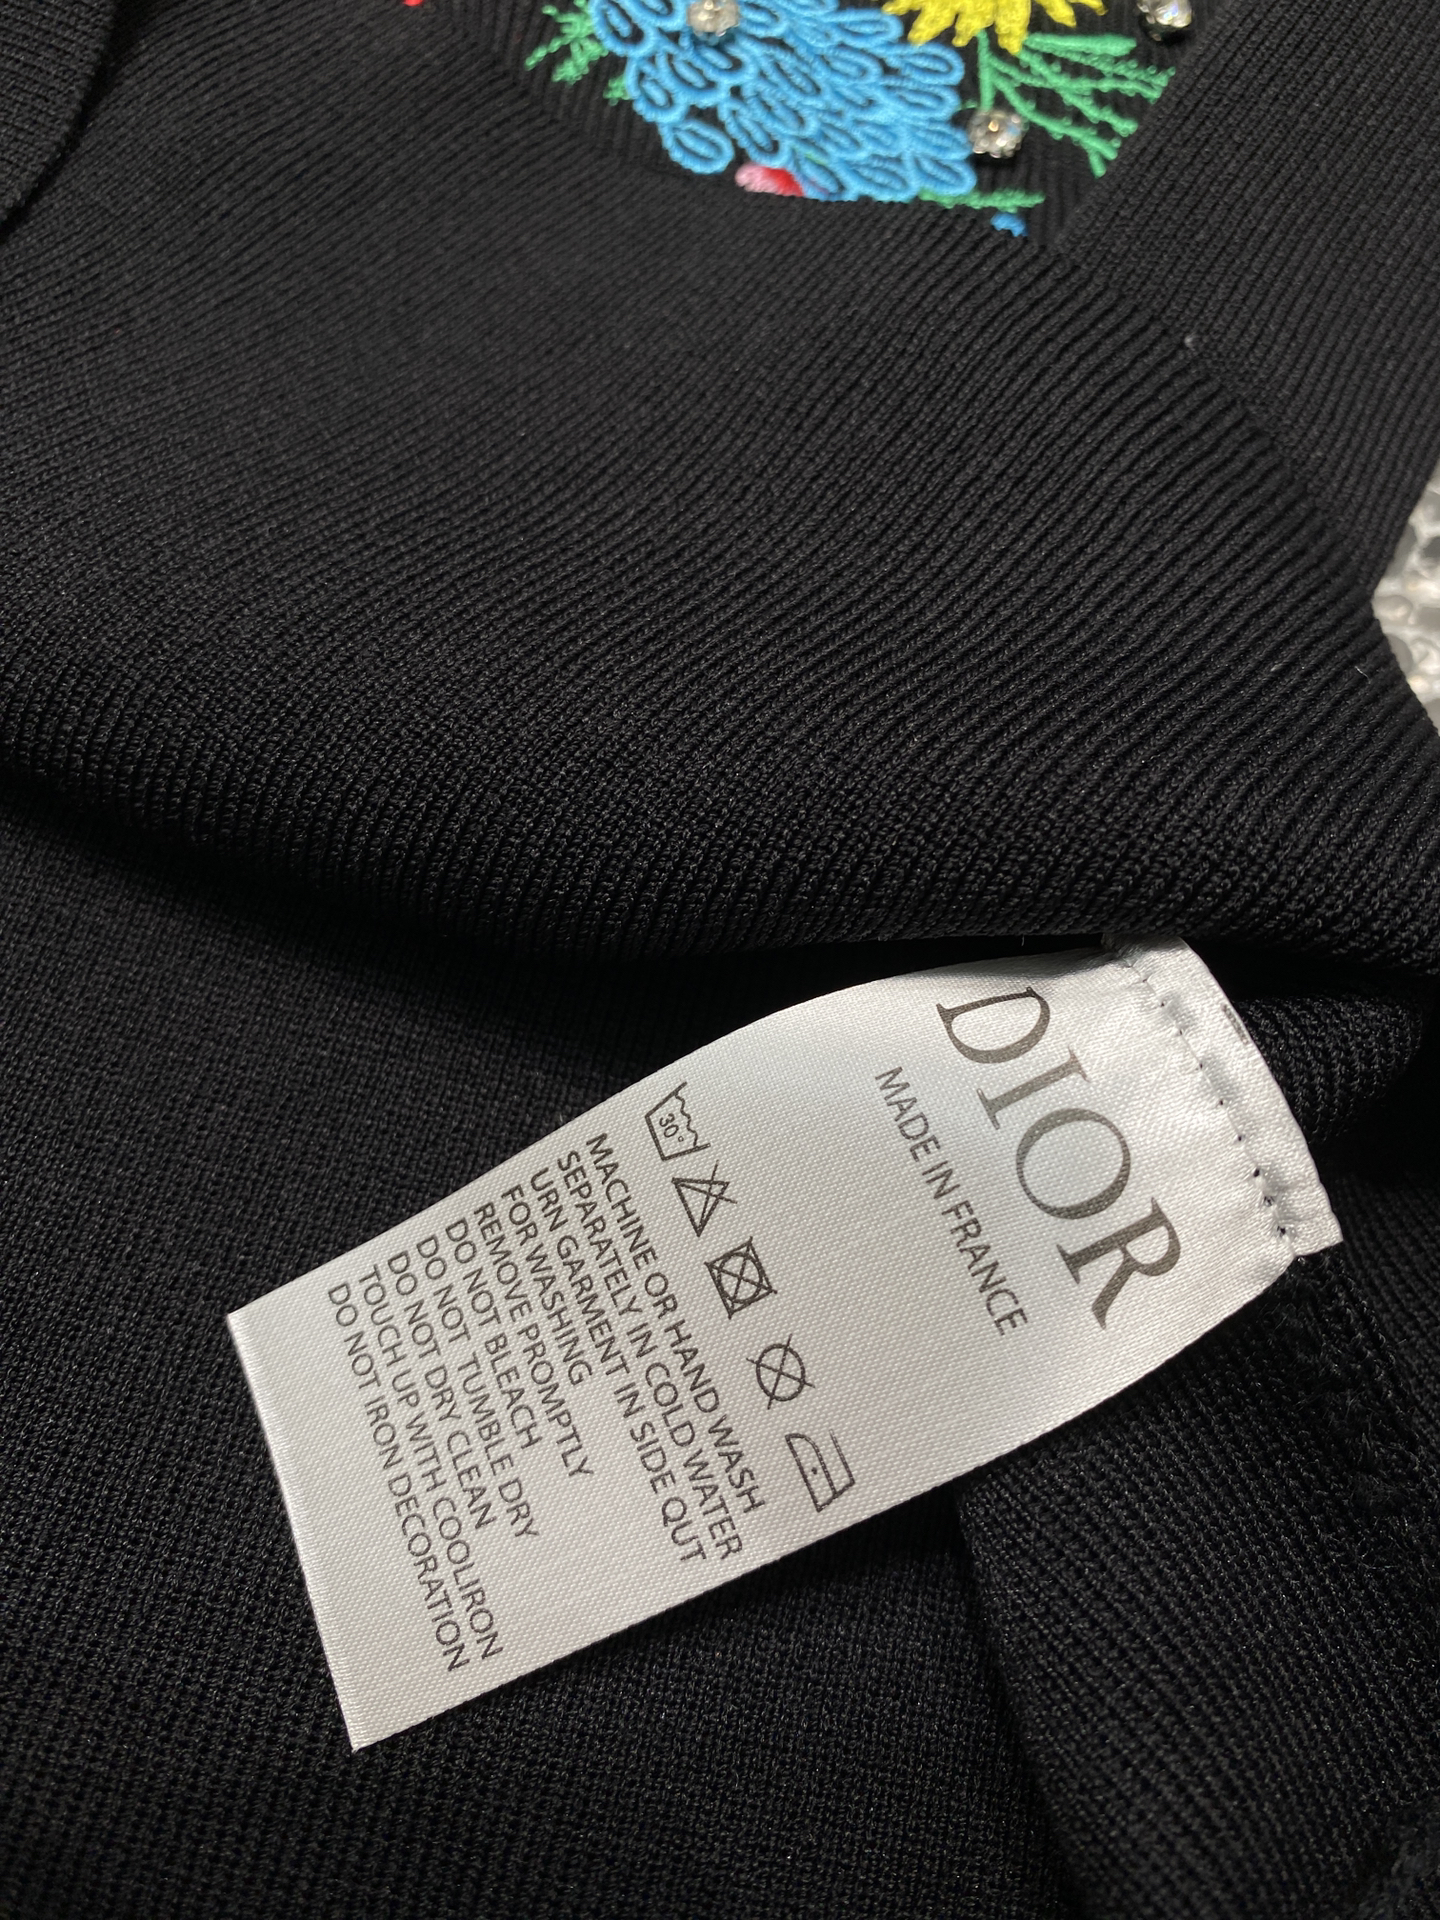 DIOR
MADE IN FRANCE
30°
MACHINE OR HAND WASH
SEPARATELY IN COLD WATER
URN GARMENT IN SIDE QUT
FOR WASHING
REMOVE PROMPTLY
DO NOT BLEACH
DO NOT TUMBLE DRY
DO NOT DRY CLEAN
TOUCH UP WITH COOLIRON
DO NOT IRON DECORATION